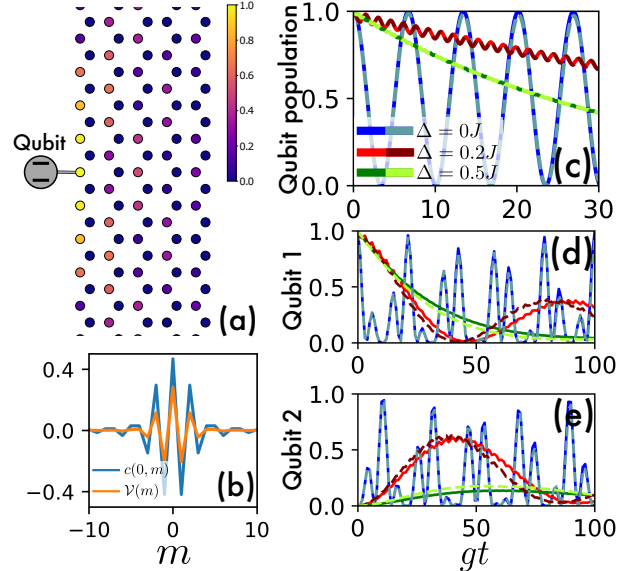 1.0
0.8
0.6
0.4
0.2
0.0
Qubit
(a)
0.4
0.0
−0.4
c(0, m)
𝒱(m)
(b)
−10
0
10
m
Qubit population
1.0
0.5
0.0
Δ = 0J
Δ = 0.2J
Δ = 0.5J
(c)
0
10
20
30
Qubit 1
1.0
0.5
0.0
(d)
0
50
100
Qubit 2
1.0
0.5
0.0
(e)
0
50
100
gt